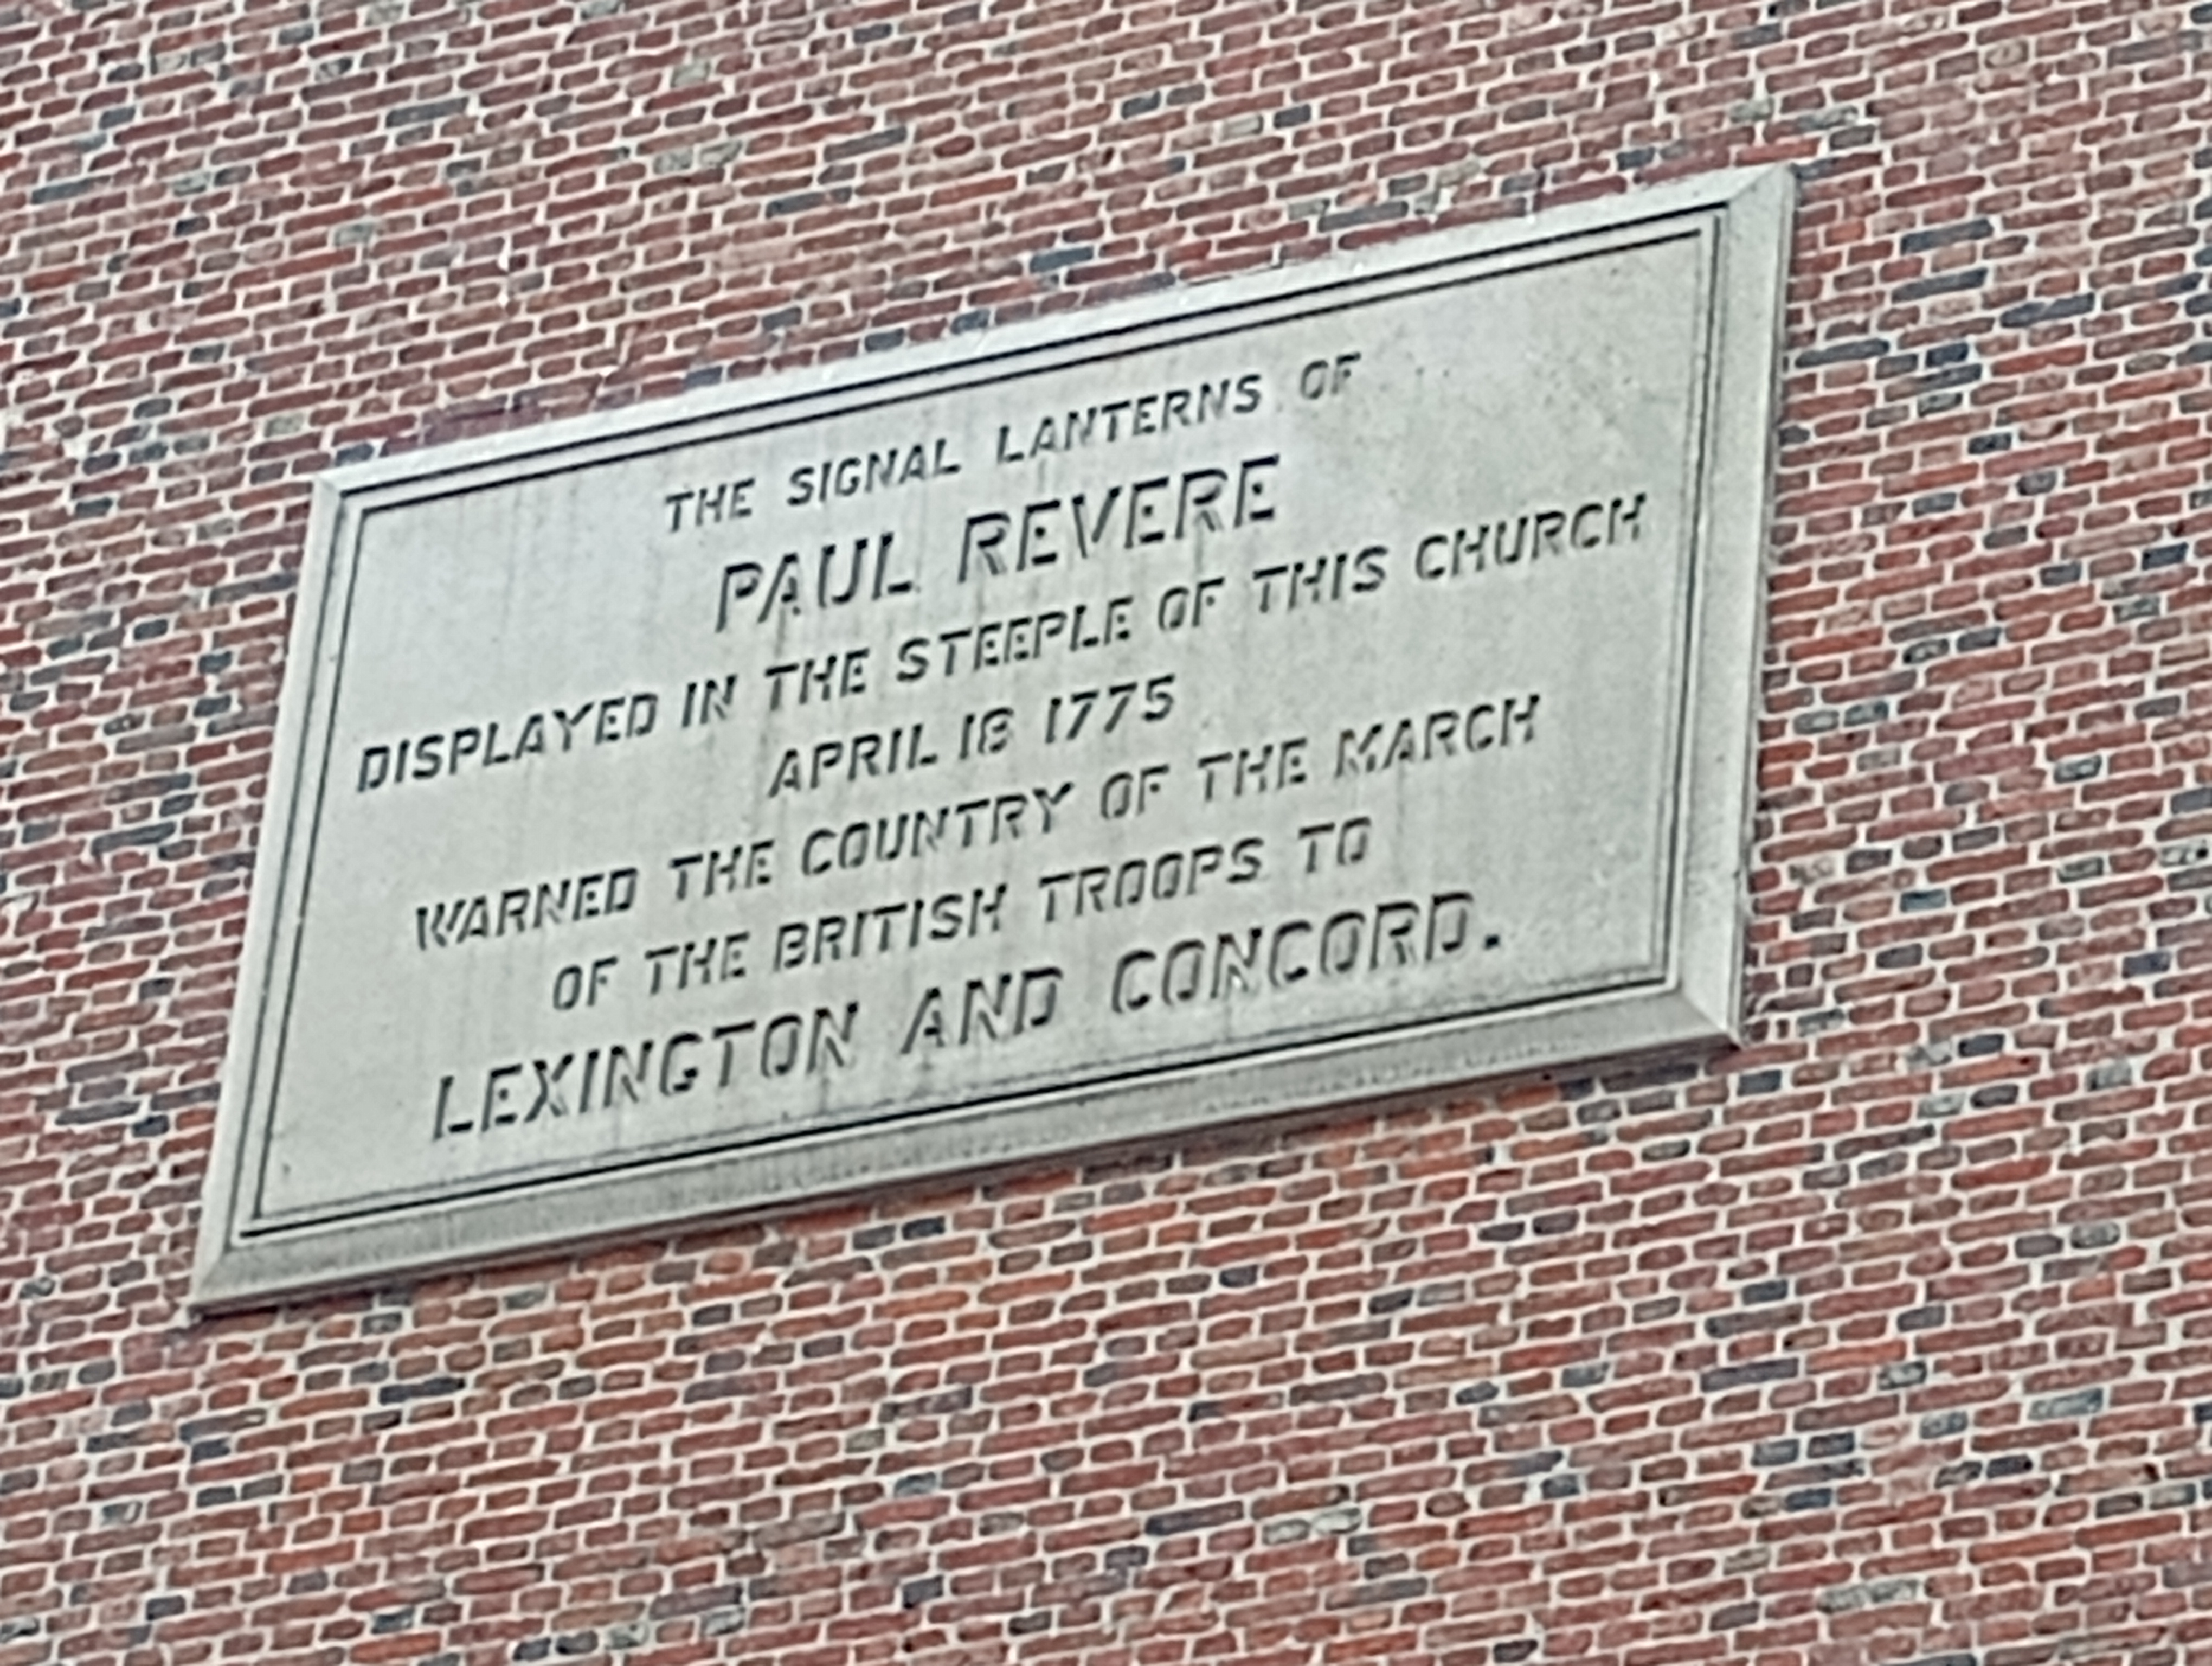 THE SIGNAL LANTERNS OF
PAUL REVERE
DISPLAYED IN THE STEEPLE OF THIS CHURCH
APRIL 18 1775
WARNED THE COUNTRY OF THE MARCH
OF THE BRITISH TROOPS TO
LEXINGTON AND CONCORD.